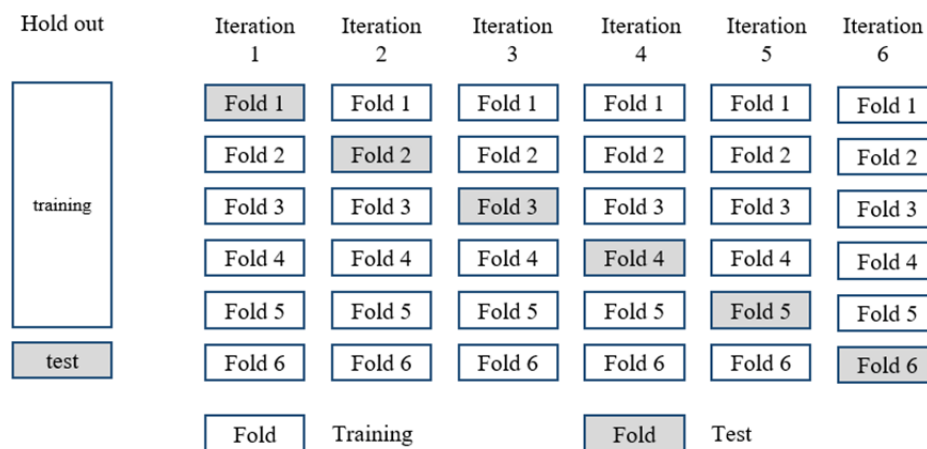 Hold out Iteration Iteration Iteration Iteration Iteration Iteration
1 2 3 4 5 6
Fold 1 Fold 1 Fold 1 Fold 1 Fold 1 Fold 1
Fold 2 Fold 2 Fold 2 Fold 2 Fold 2 Fold 2
training Fold 3 Fold 3 Fold 3 Fold 3 Fold 3 Fold 3
Fold 4 Fold 4 Fold 4 Fold 4 Fold 4 Fold 4
Fold 5 Fold 5 Fold 5 Fold 5 Fold 5 Fold 5
test Fold 6 Fold 6 Fold 6 Fold 6 Fold 6 Fold 6
Fold Training Fold Test